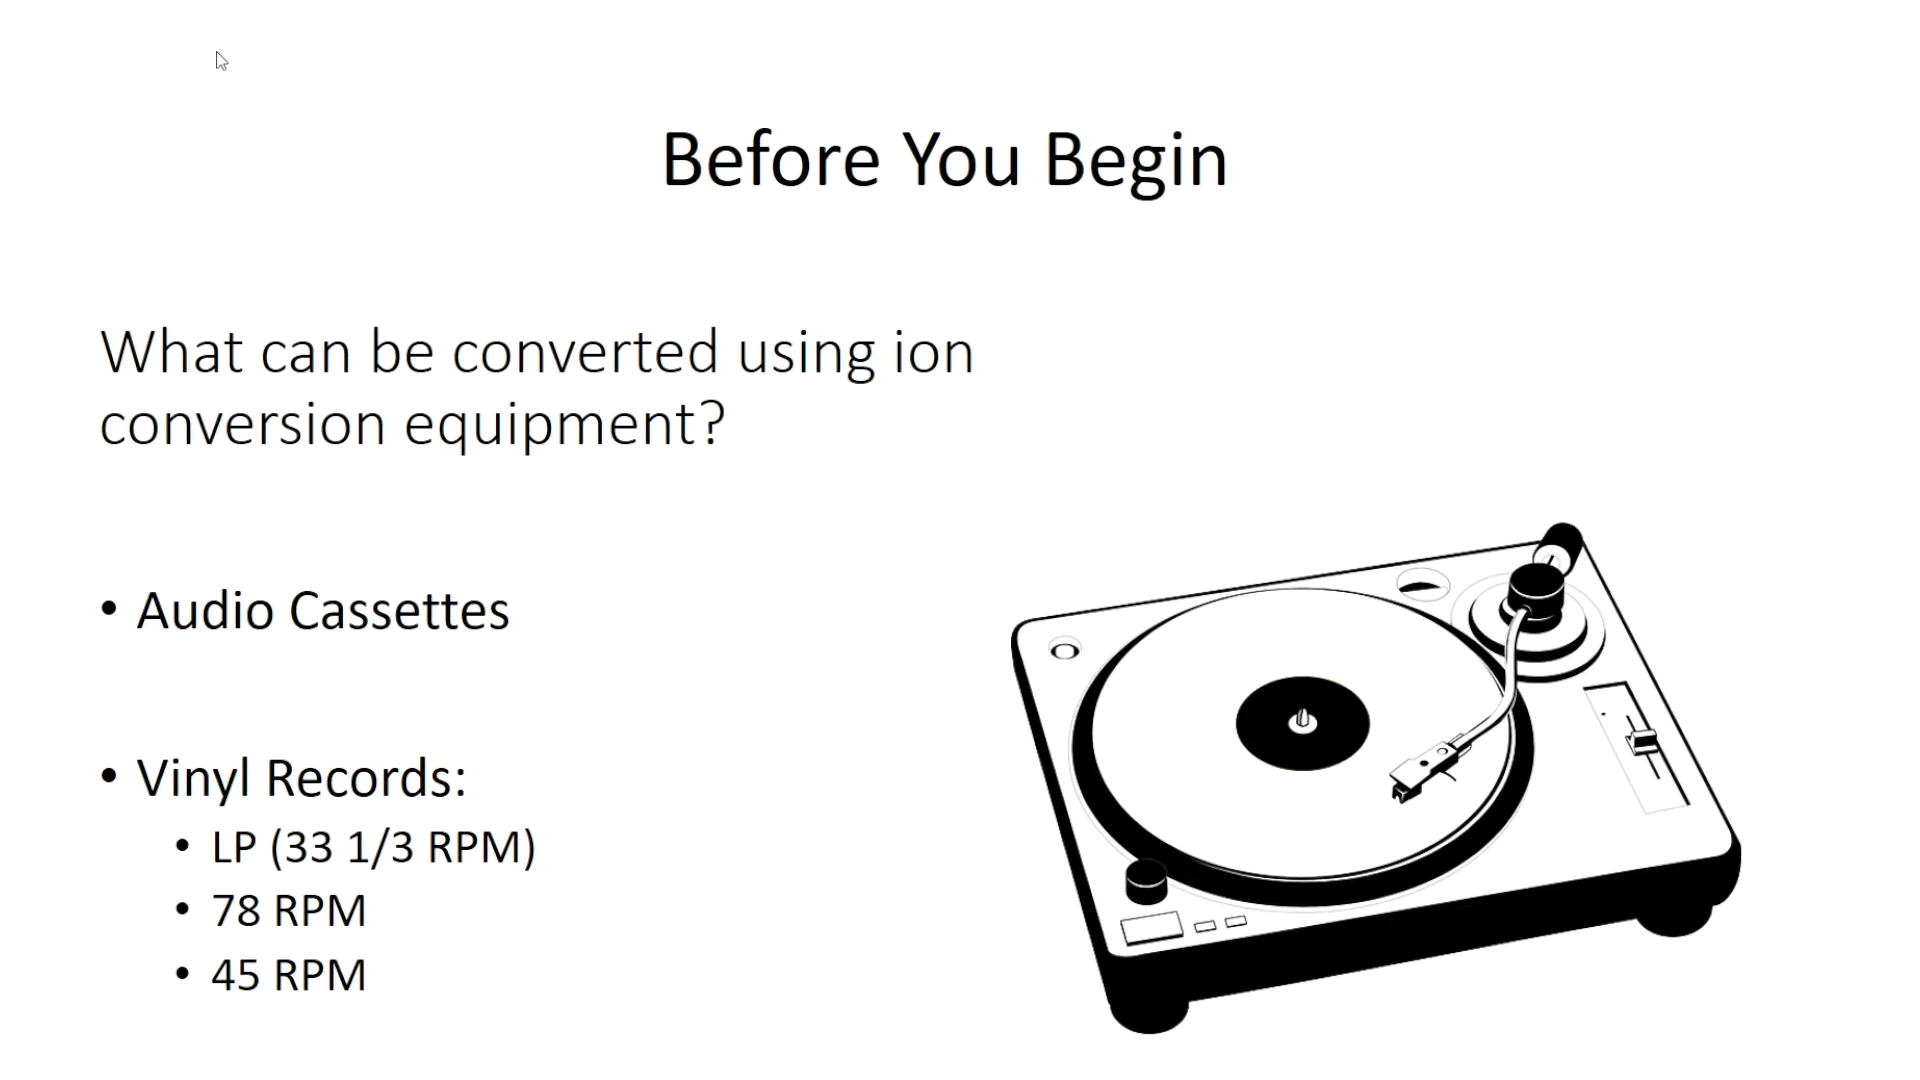 Before You Begin
What can be converted using ion
conversion equipment?
• Audio Cassettes
• Vinyl Records:
• LP (33 1/3 RPM)
• 78 RPM
• 45 RPM